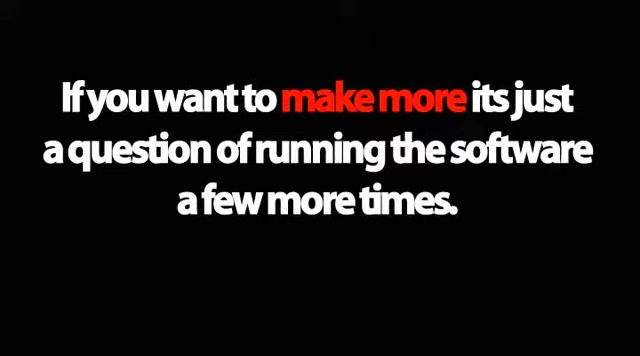 If you want to make more its just
a question of running the software
a few more times.